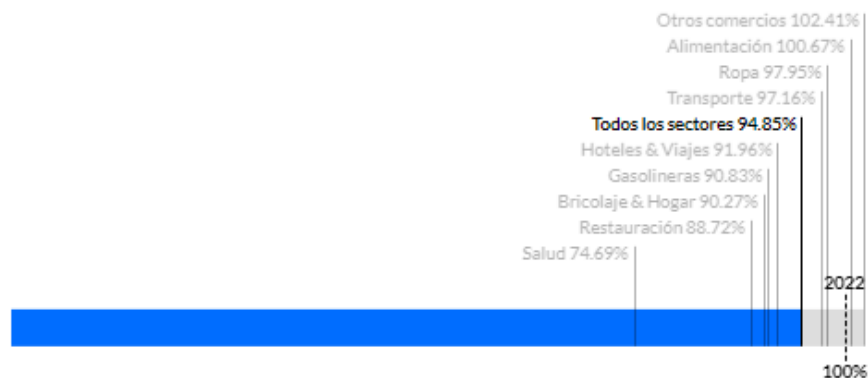 Otros comercios 102.41%
Alimentación 100.67%
Ropa 97.95%
Transporte 97.16%
Todos los sectores 94.85%
Hoteles & Viajes 91.96%
Gasolineras 90.83%
Bricolaje & Hogar 90.27%
Restauración 88.72%
Salud 74.69%
2022
100%